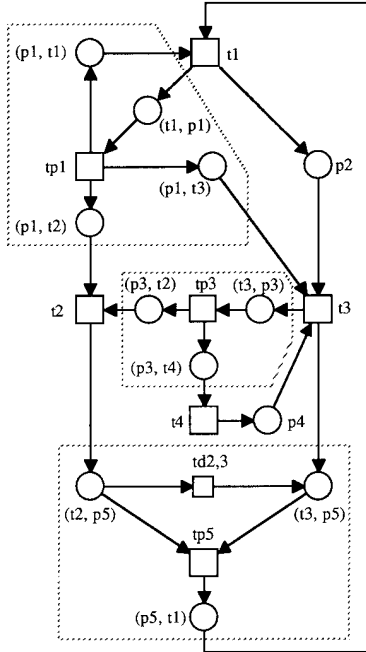 (p1, t1)
t1
(t1, p1)
tp1
(p1, t3)
p2
(p1, t2)
(p3, t2)
tp3
(t3, p3)
t2
t3
(p3, t4)
t4
p4
td2,3
(t2, p5)
(t3, p5)
tp5
(p5, t1)